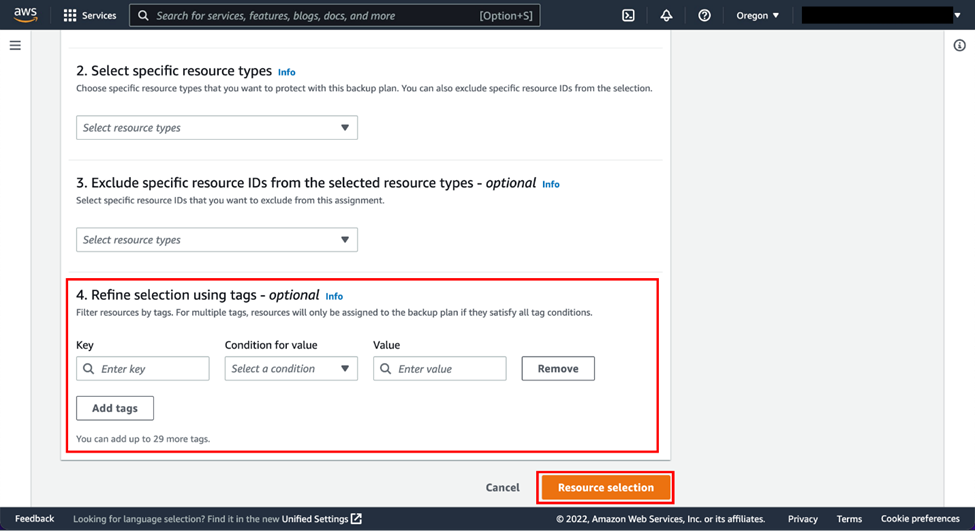 aws
Services
Search for services, features, blogs, docs, and more
[Option+S]
Oregon
2. Select specific resource types Info
Choose specific resource types that you want to protect with this backup plan. You can also exclude specific resource IDs from the selection.
Select resource types
3. Exclude specific resource IDs from the selected resource types - optional Info
Select specific resource IDs that you want to exclude from this assignment.
Select resource types
4. Refine selection using tags - optional Info
Filter resources by tags. For multiple tags, resources will only be assigned to the backup plan if they satisfy all tag conditions.
Key
Condition for value
Value
Enter key
Select a condition
Enter value
Remove
Add tags
You can add up to 29 more tags.
Cancel
Resource selection
Feedback
Looking for language selection? Find it in the new Unified Settings
© 2022, Amazon Web Services, Inc. or its affiliates.
Privacy
Terms
Cookie preferences